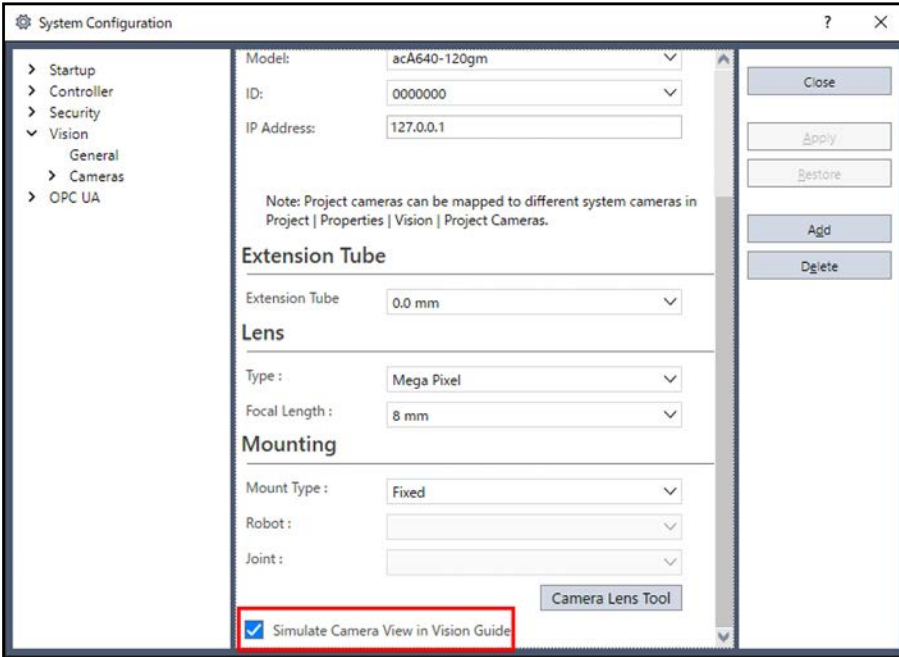 System Configuration
?
Startup
Controller
Security
Vision
General
Cameras
OPC UA
Model:
acA640-120gm
ID:
0000000
IP Address:
127.0.0.1
Note: Project cameras can be mapped to different system cameras in
Project | Properties | Vision | Project Cameras.
Extension Tube
Extension Tube
0.0 mm
Lens
Type :
Mega Pixel
Focal Length :
8 mm
Mounting
Mount Type :
Fixed
Robot :
Joint :
Camera Lens Tool
Simulate Camera View in Vision Guide
Close
Apply
Restore
Add
Delete